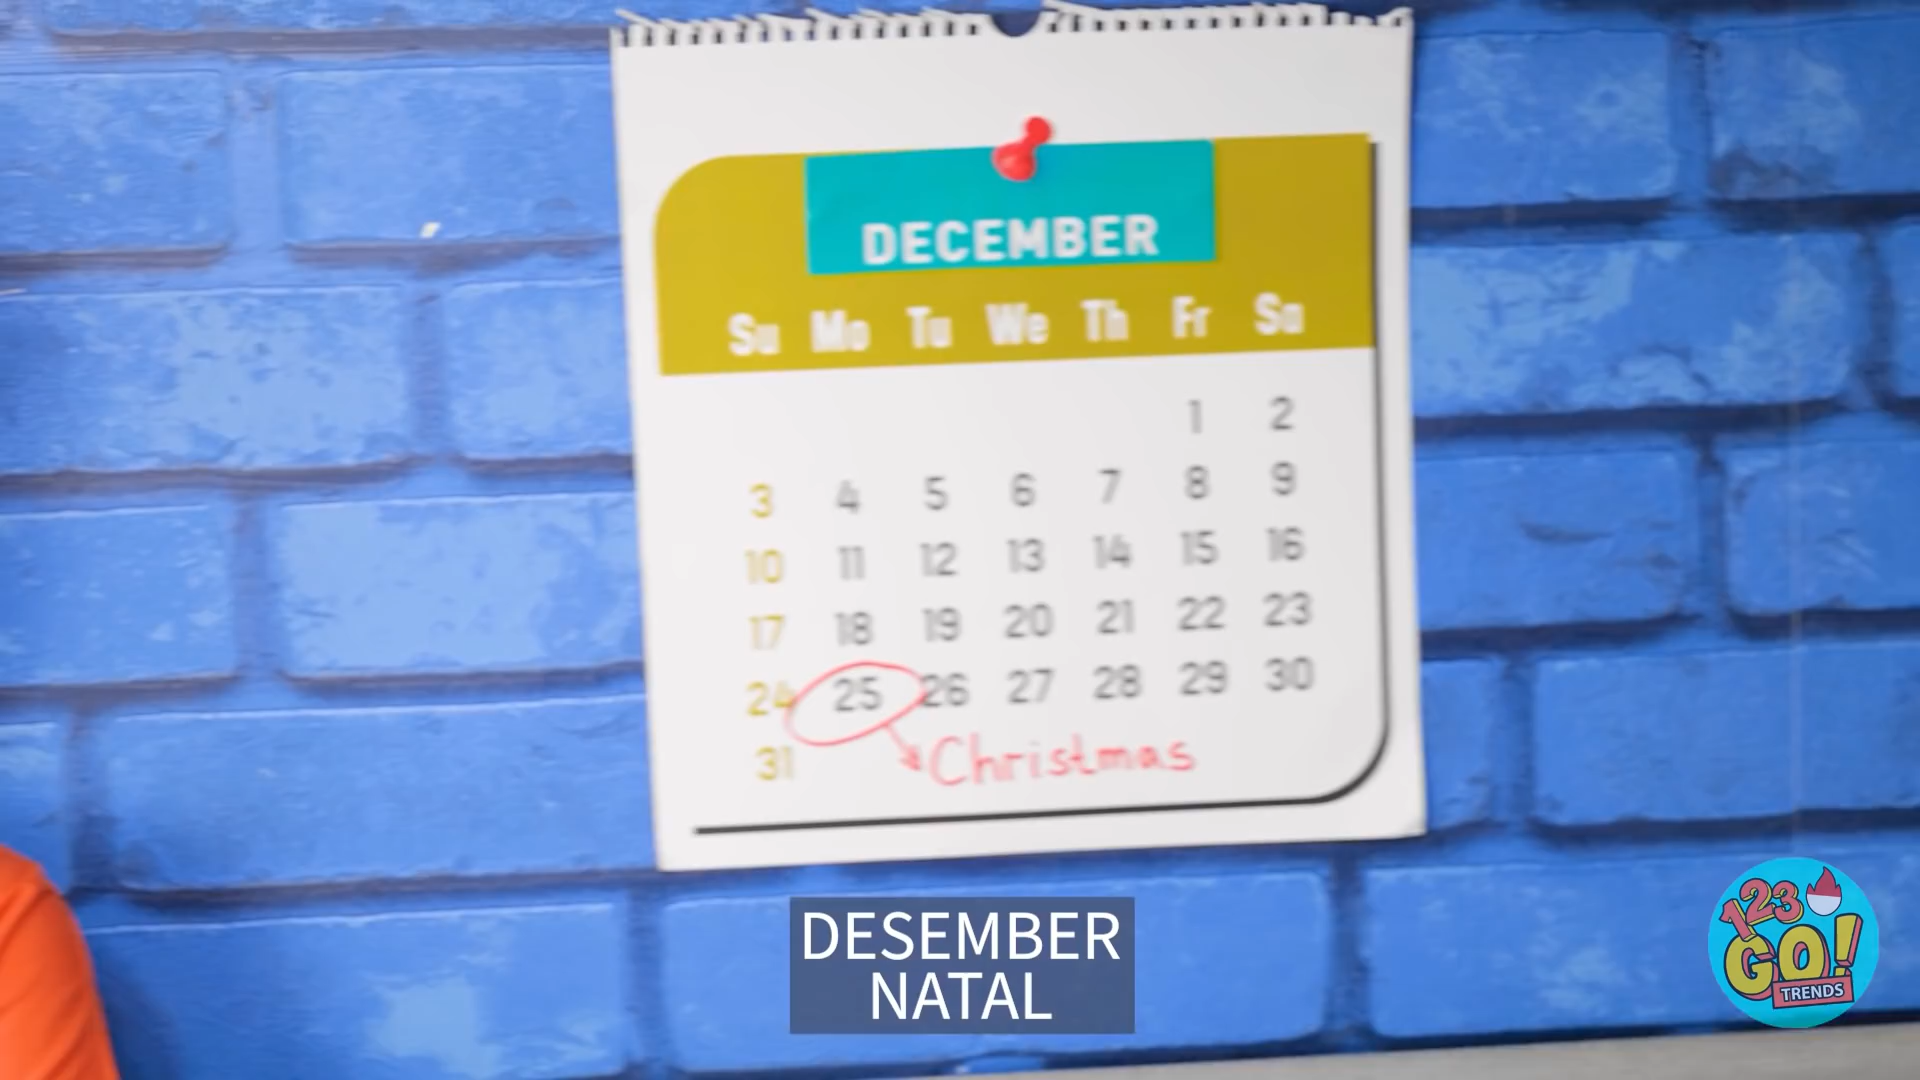 DECEMBER
Su Mo Tu We Th Fr Sa
1 2
3 4 5 6 7 8 9
10 11 12 13 14 15 16
17 18 19 20 21 22 23
24 25 26 27 28 29 30
31
Christmas
DESEMBER
NATAL
123
GO!
TRENDS